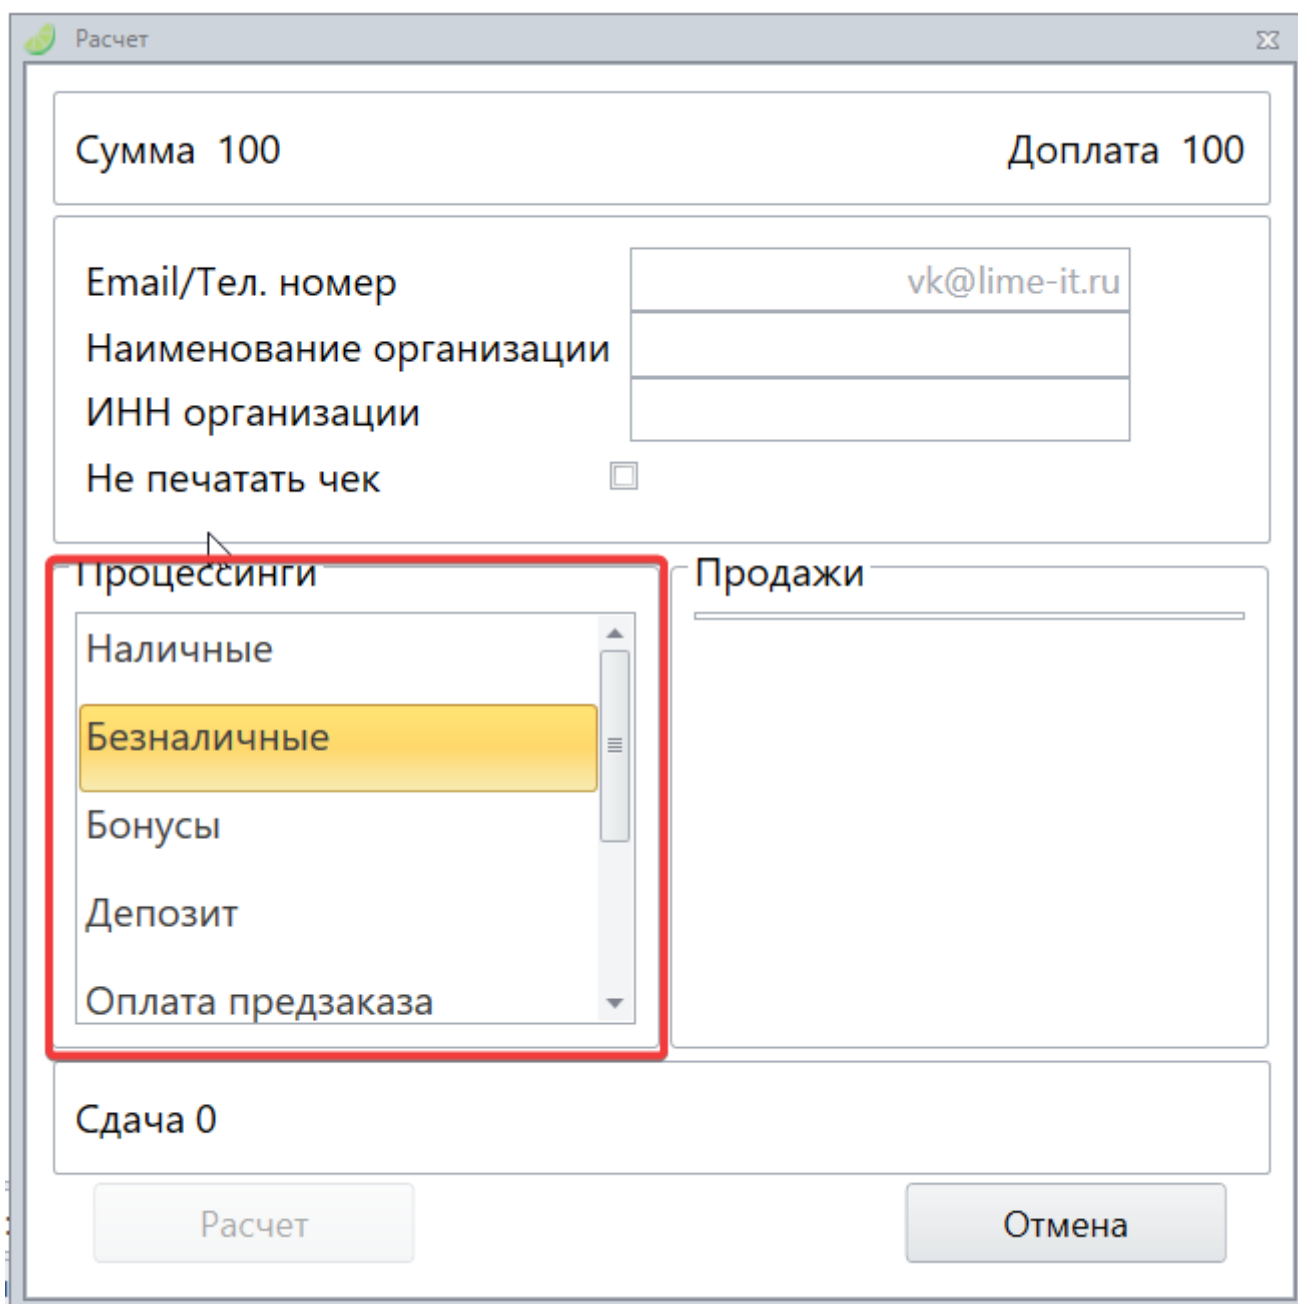 Расчет
Сумма 100
Доплата 100
Email/Тел. номер
vk@lime-it.ru
Наименование организации
ИНН организации
Не печатать чек
Процессинги
Продажи
Наличные
Безналичные
Бонусы
Депозит
Оплата предзаказа
Сдача 0
Расчет
Отмена